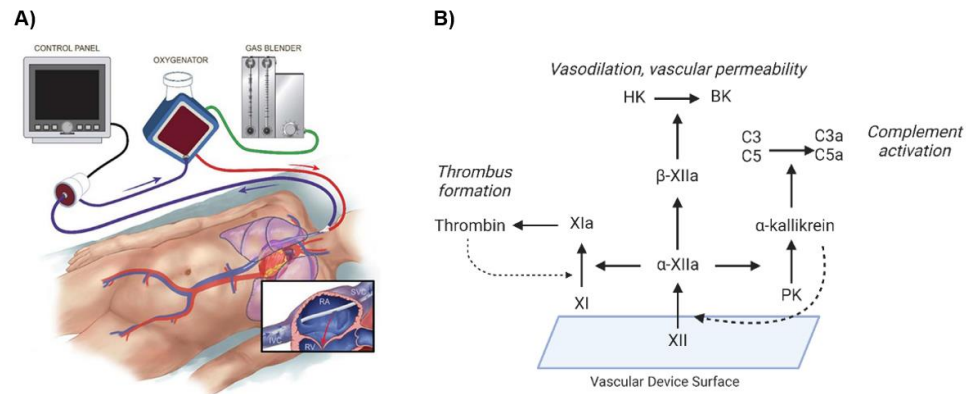 A)
CONTROL PANEL
OXYGENATOR
GAS BLENDER
SVC
RA
IVC
RV
B)
Vasodilation, vascular permeability
HK
BK
C3
C5
C3a
C5a
Complement
activation
β-XIIa
Thrombus
formation
Thrombin
XIa
α-kallikrein
α-XIIa
XI
PK
XII
Vascular Device Surface